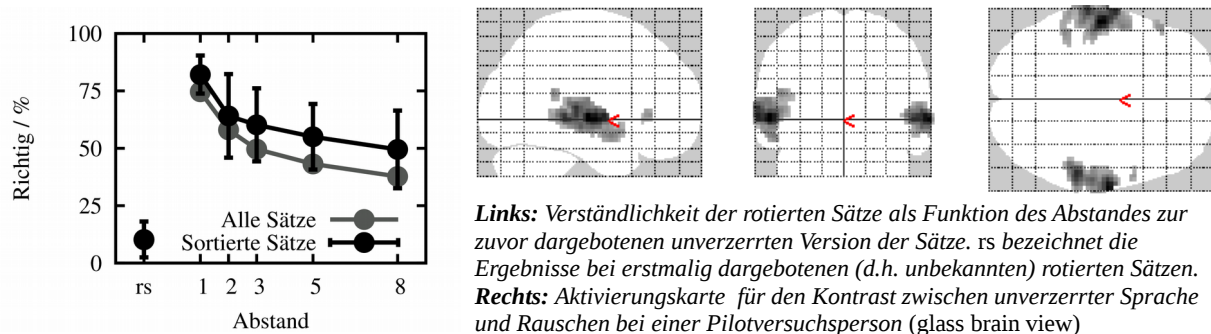 100
75
50
25
0
Richtig / %
Alle Sätze
Sortierte Sätze
rs 1 2 3 5 8
Abstand
Links: Verständlichkeit der rotierten Sätze als Funktion des Abstandes zur
zuvor dargebotenen unverzerrten Version der Sätze. rs bezeichnet die
Ergebnisse bei erstmalig dargebotenen (d.h. unbekannten) rotierten Sätzen.
Rechts: Aktivierungskarte für den Kontrast zwischen unverzerrter Sprache
und Rauschen bei einer Pilotversuchsperson (glass brain view)